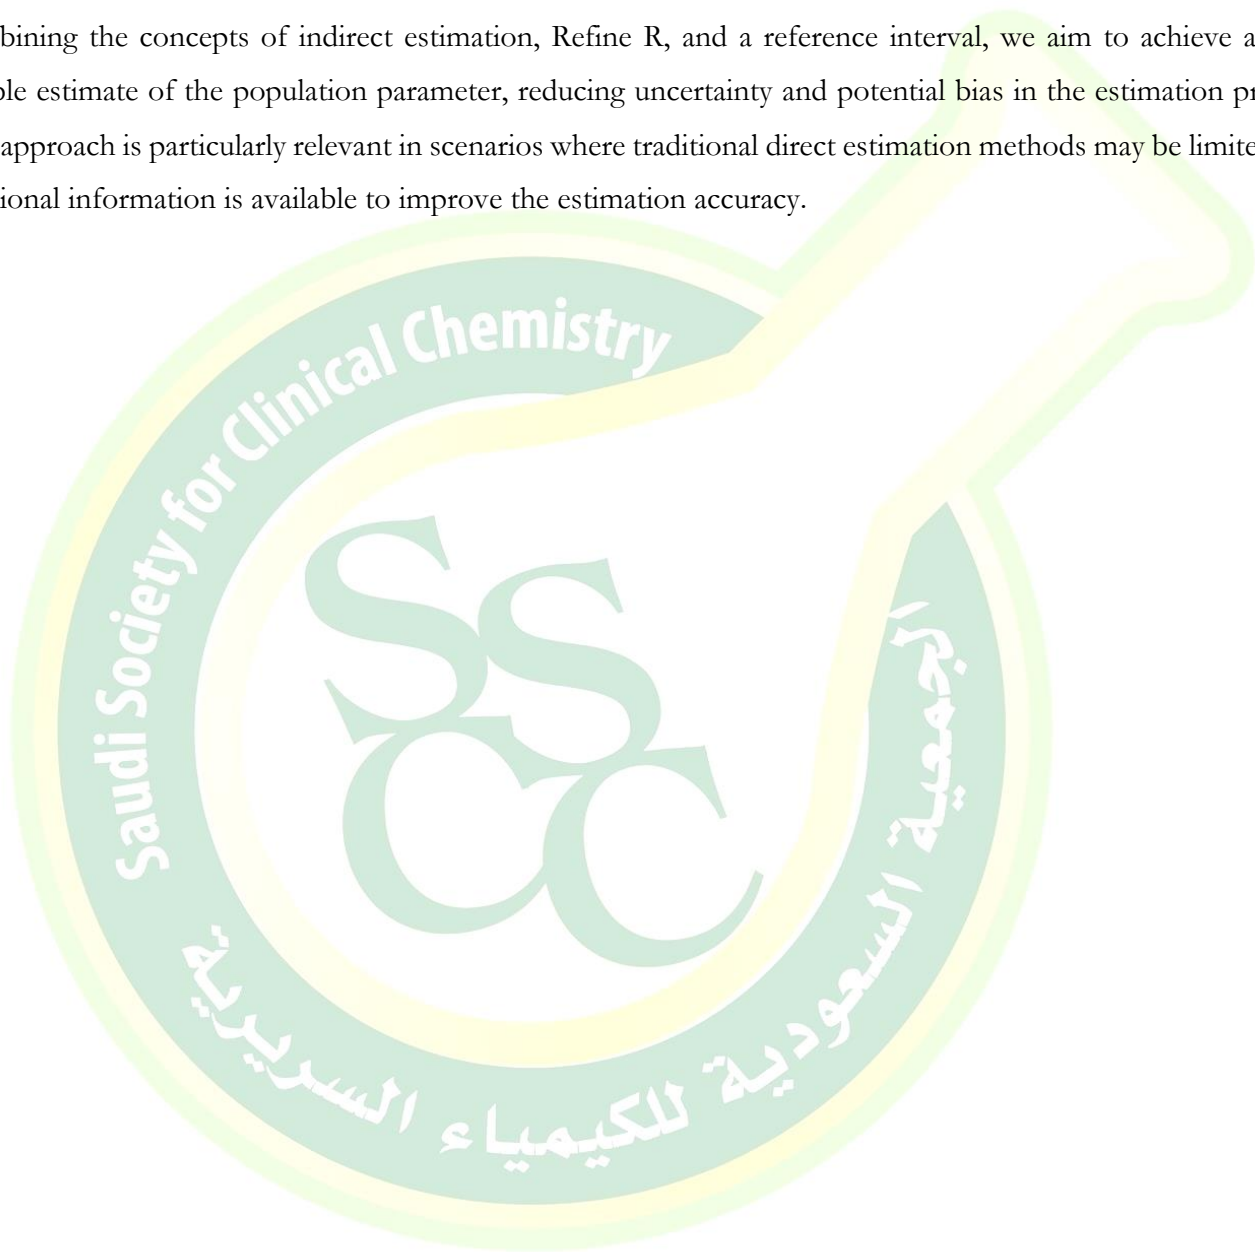 bining the concepts of indirect estimation, Refine R, and a reference interval, we aim to achieve a
ble estimate of the population parameter, reducing uncertainty and potential bias in the estimation pr
approach is particularly relevant in scenarios where traditional direct estimation methods may be limite
ional information is available to improve the estimation accuracy.
Saudi Society for Clinical Chemistry
SS
CC
الجمعية السعودية للكيمياء السريرية